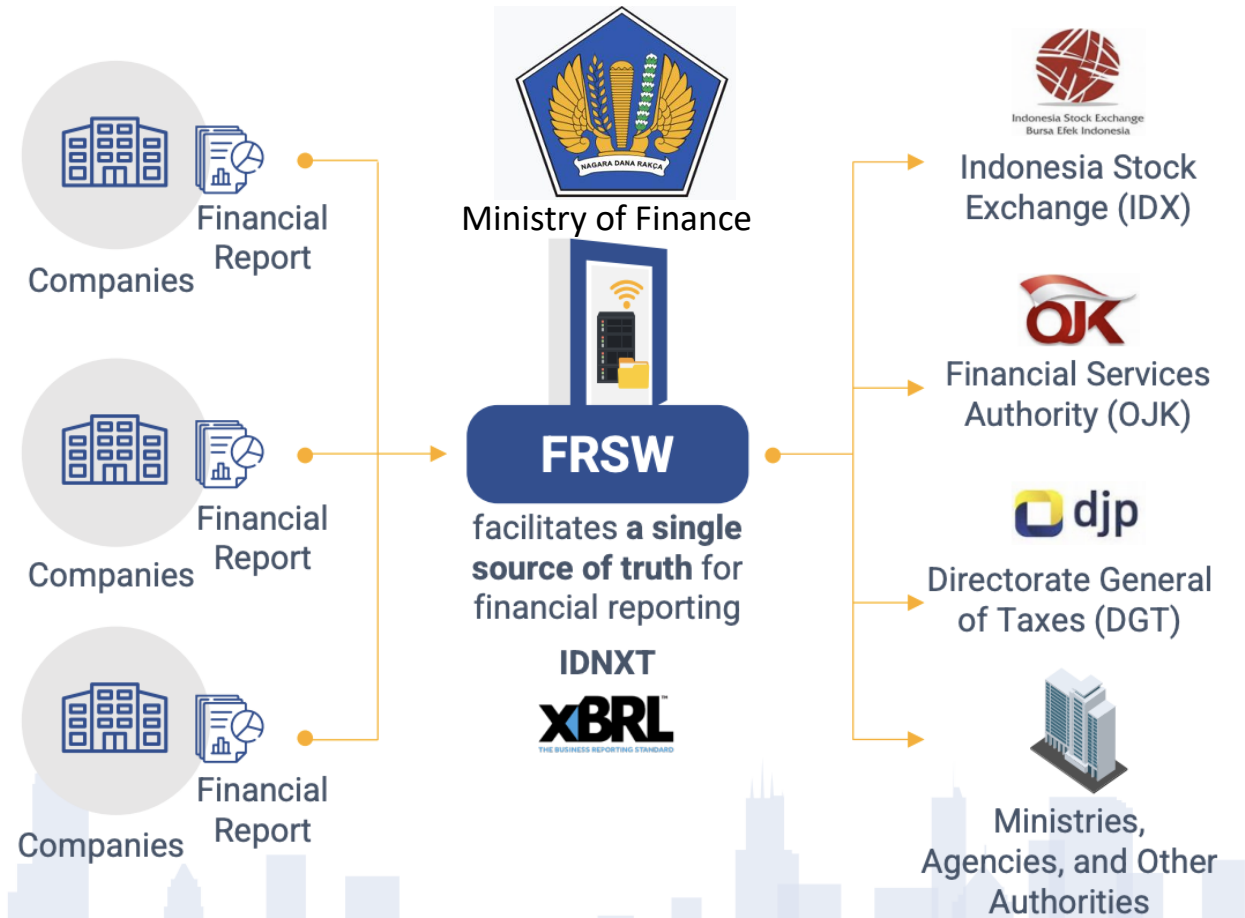 Financial
Report
Companies
Financial
Report
Companies
Financial
Report
Companies
NAGARA DANA RAKÇA
Ministry of Finance
FRSW
facilitates a single
source of truth for
financial reporting
IDNXT
XBRL™
THE BUSINESS REPORTING STANDARD
Indonesia Stock Exchange
Bursa Efek Indonesia
Indonesia Stock
Exchange (IDX)
OJK
Financial Services
Authority (OJK)
djp
Directorate General
of Taxes (DGT)
Ministries,
Agencies, and Other
Authorities